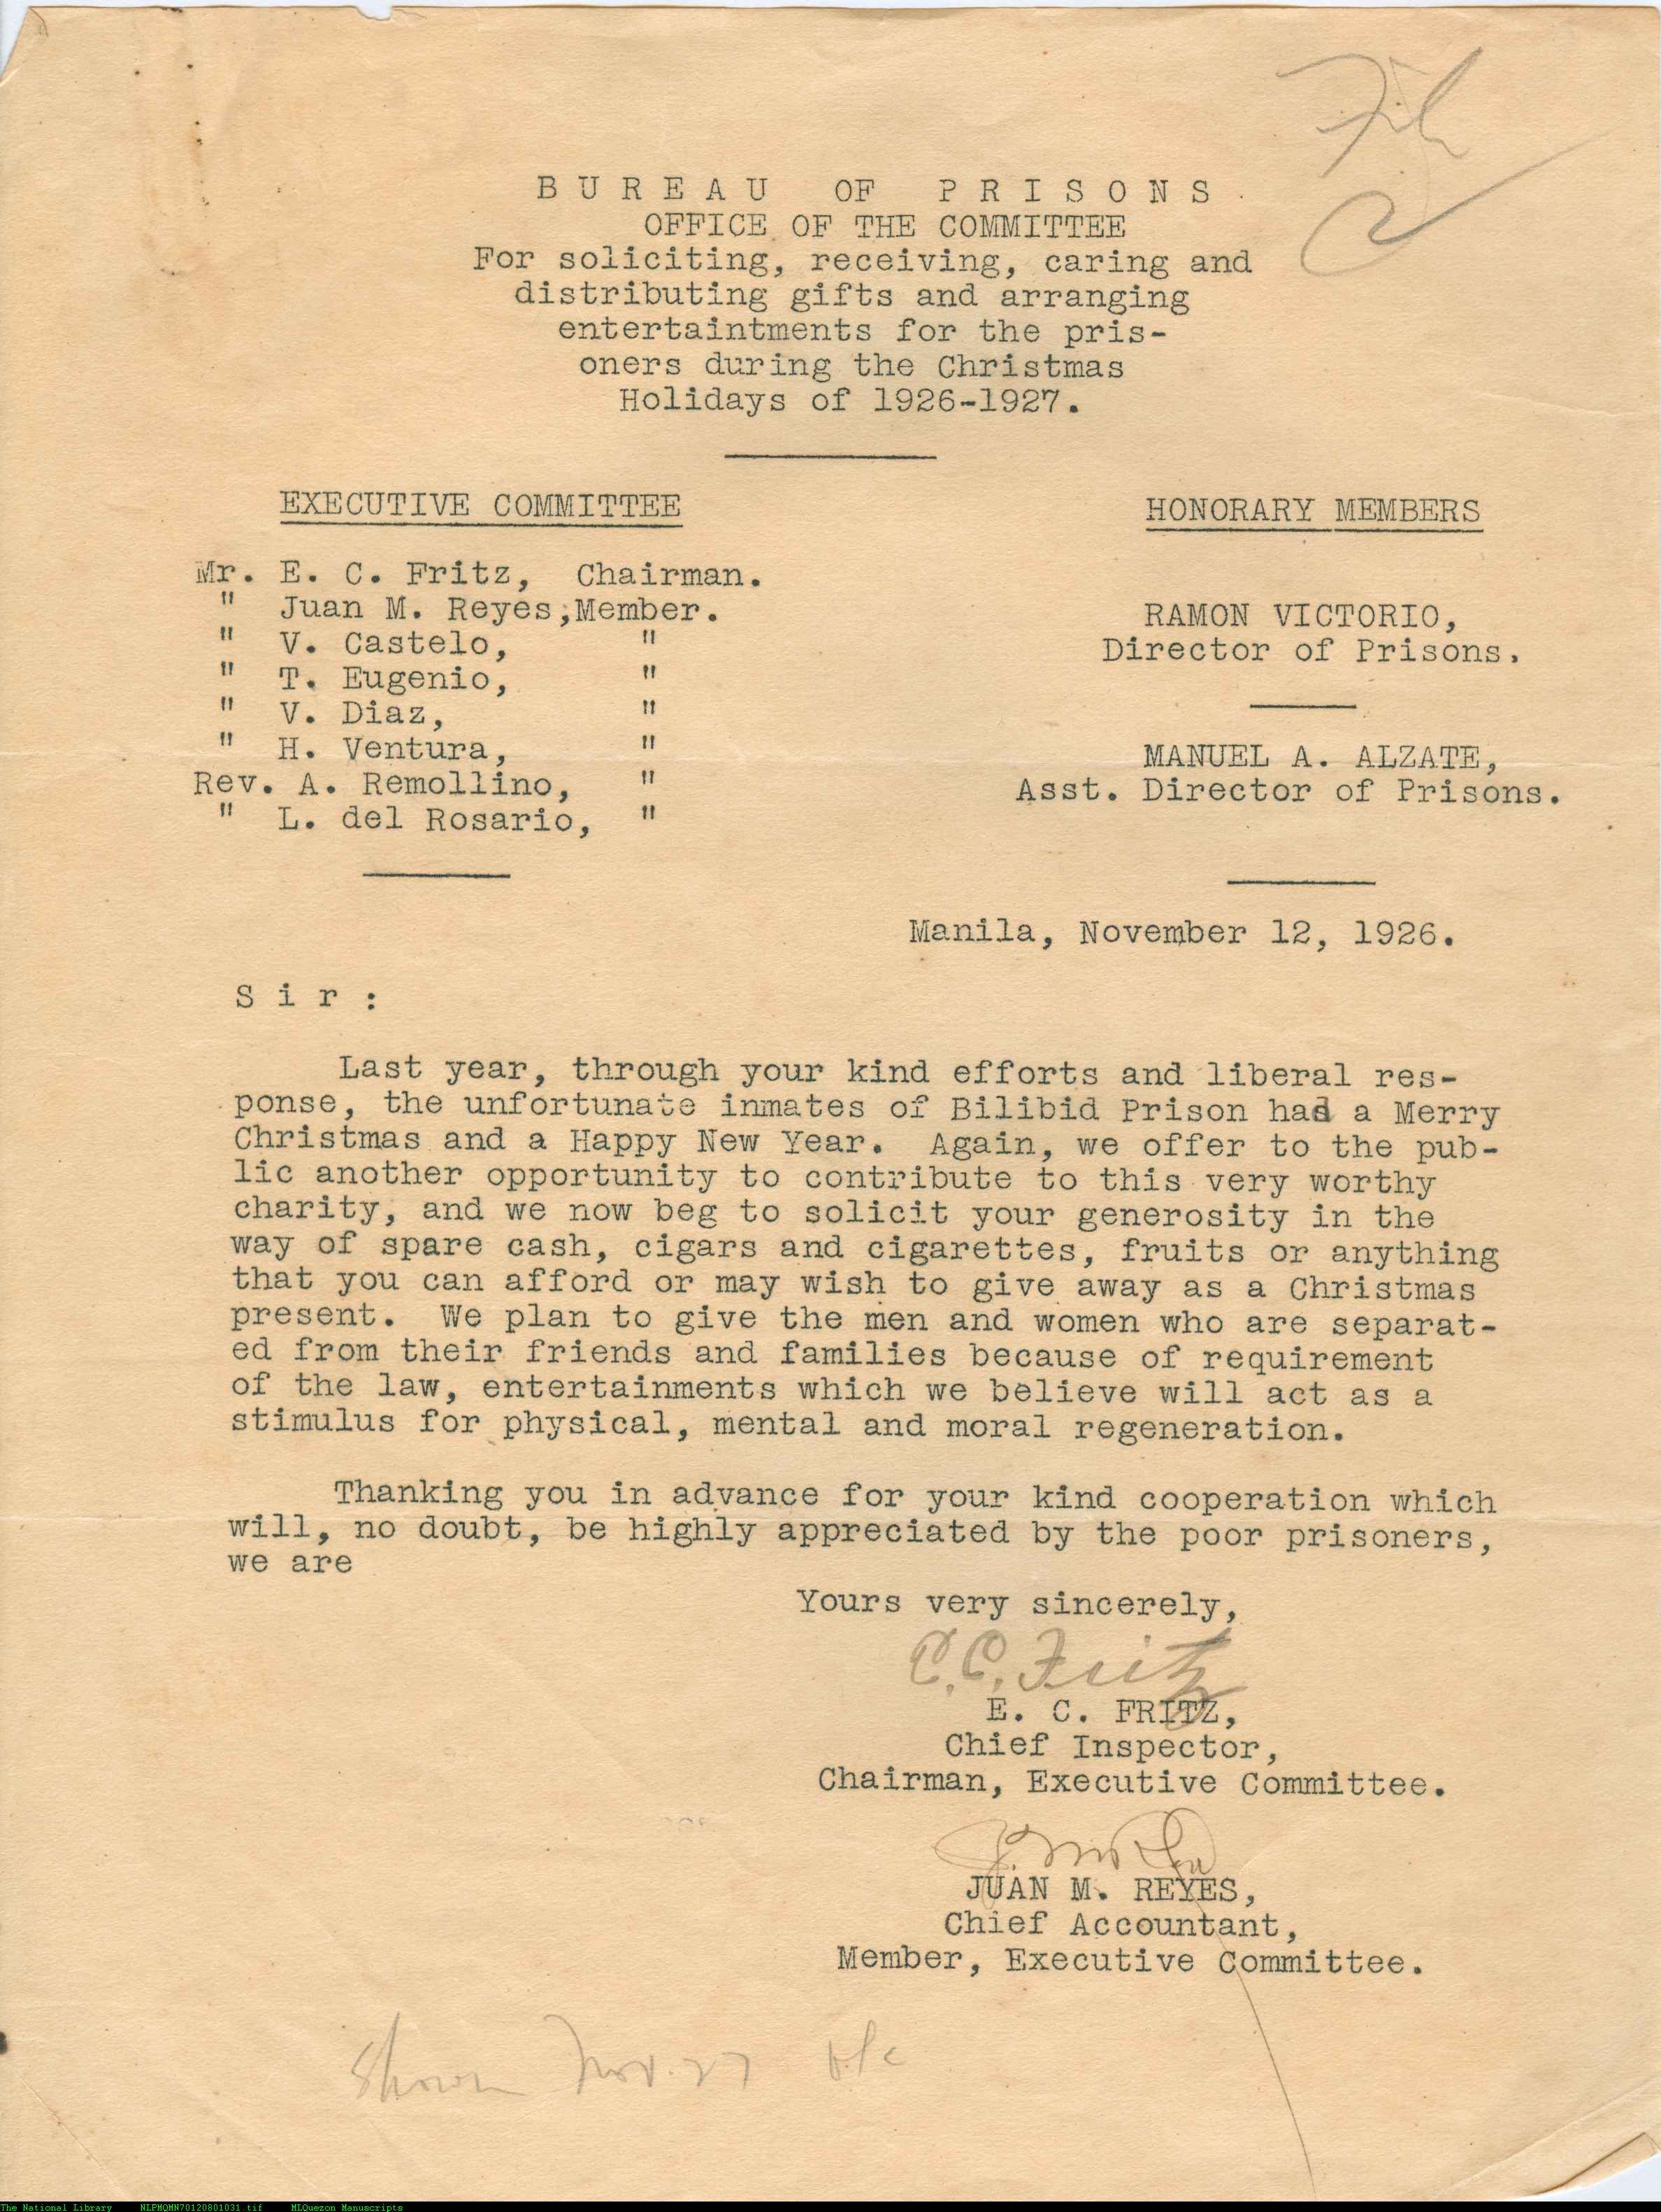 File
B U R E A U OF P R I S O N S
OFFICE OF THE COMMITTEE
For soliciting, receiving, caring and
distributing gifts and arranging
entertaintments for the pris-
oners during the Christmas
Holidays of 1926-1927.
EXECUTIVE COMMITTEE
Mr. E. C. Fritz, Chairman.
" Juan M. Reyes,Member.
" V. Castelo, "
" T. Eugenio, "
" V. Diaz, "
" H. Ventura, "
Rev. A. Remollino, "
" L. del Rosario, "
HONORARY MEMBERS
RAMON VICTORIO,
Director of Prisons.
MANUEL A. ALZATE,
Asst. Director of Prisons.
Manila, November 12, 1926.
S i r :
Last year, through your kind efforts and liberal res-
ponse, the unfortunate inmates of Bilibid Prison had a Merry
Christmas and a Happy New Year. Again, we offer to the pub-
lic another opportunity to contribute to this very worthy
charity, and we now beg to solicit your generosity in the
way of spare cash, cigars and cigarettes, fruits or anything
that you can afford or may wish to give away as a Christmas
present. We plan to give the men and women who are separat-
ed from their friends and families because of requirement
of the law, entertainments which we believe will act as a
stimulus for physical, mental and moral regeneration.
Thanking you in advance for your kind cooperation which
will, no doubt, be highly appreciated by the poor prisoners,
we are
Yours very sincerely,
E. C. Fritz
E. C. FRITZ,
Chief Inspector,
Chairman, Executive Committee.
JUAN M. REYES,
Chief Accountant,
Member, Executive Committee.
Shown Nov. 27
The National Library NLPMQMN70120801031.tif MLQuezon Manuscripts